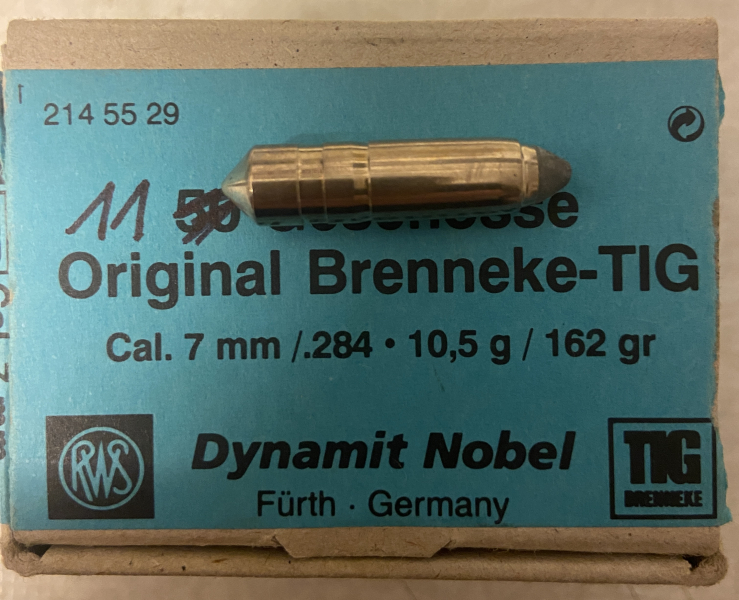 214 55 29
11 50 Geschosse
Original Brenneke-TIG
Cal. 7 mm /.284 • 10,5 g / 162 gr
RWS
Dynamit Nobel
Fürth · Germany
TIG
BRENNEKE